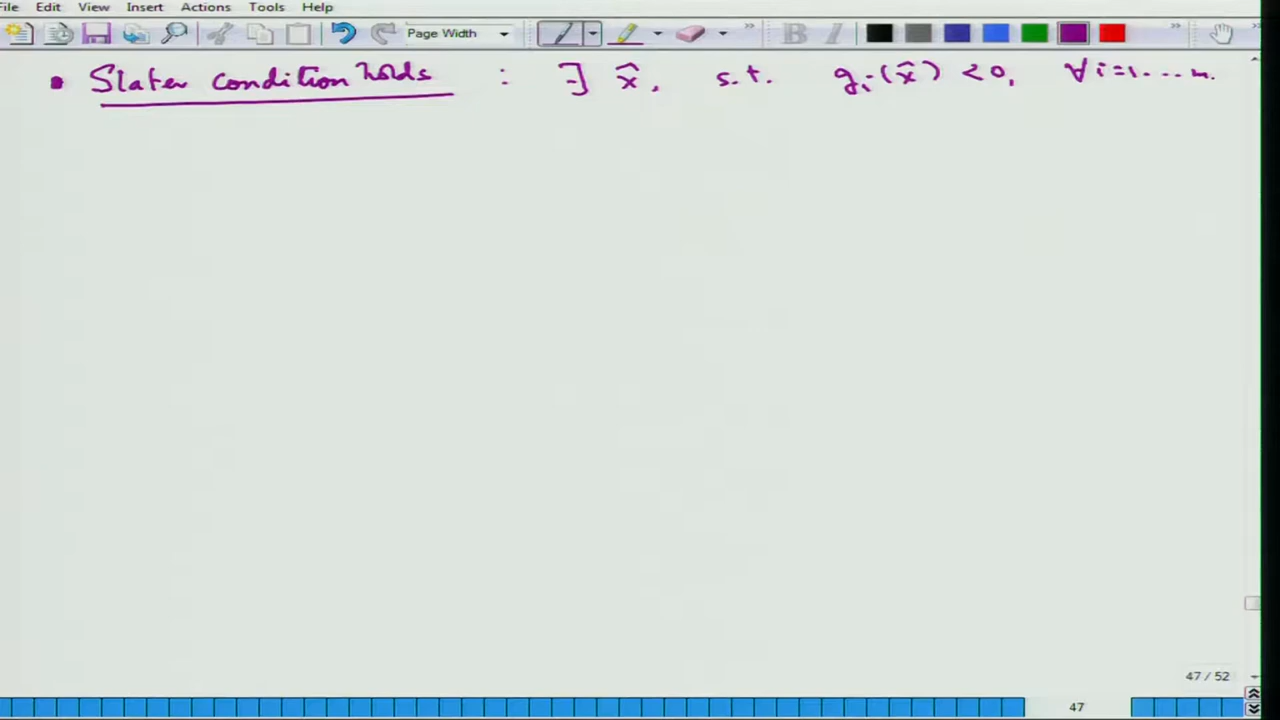 File Edit View Insert Actions Tools Help
Page Width
• Slater condition holds : ∃ x̂, s.t. gᵢ(x̂) < 0, ∀ i=1....m.
47 / 52
47